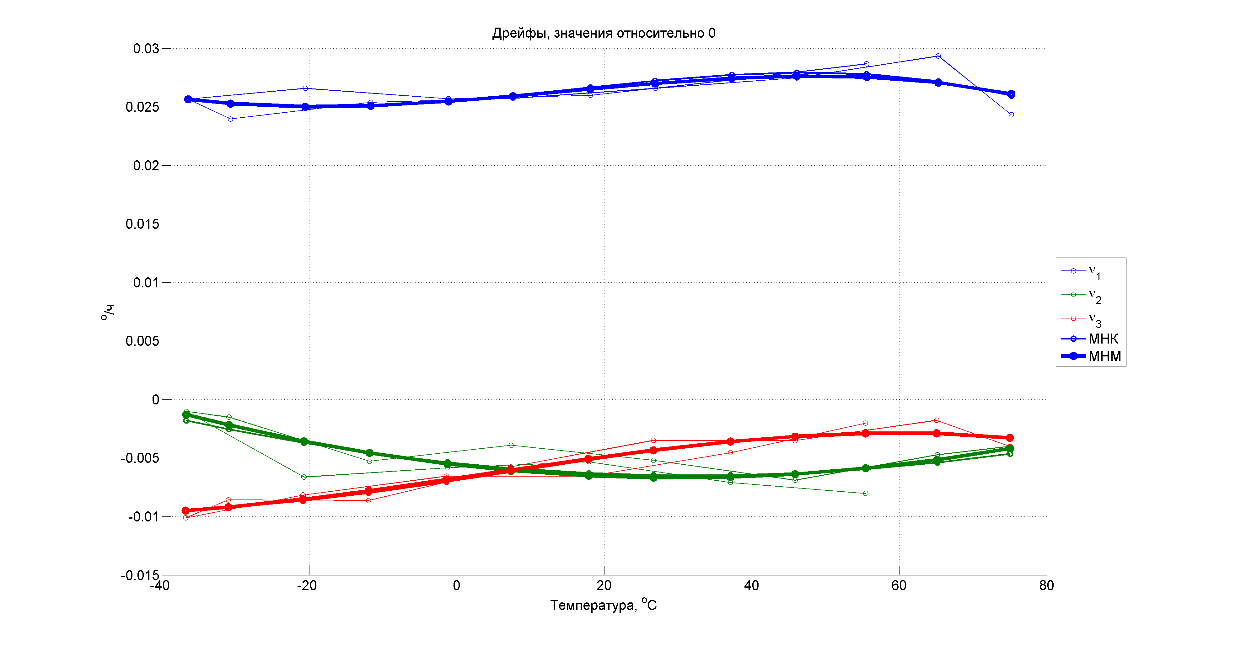 Дрейфы, значения относительно 0
0.03
0.025
0.02
0.015
0.01
0.005
0
-0.005
-0.01
-0.015
º/ч
-40 -20 0 20 40 60 80
Температура, ºC
ν1
ν2
ν3
МНК
МНМ